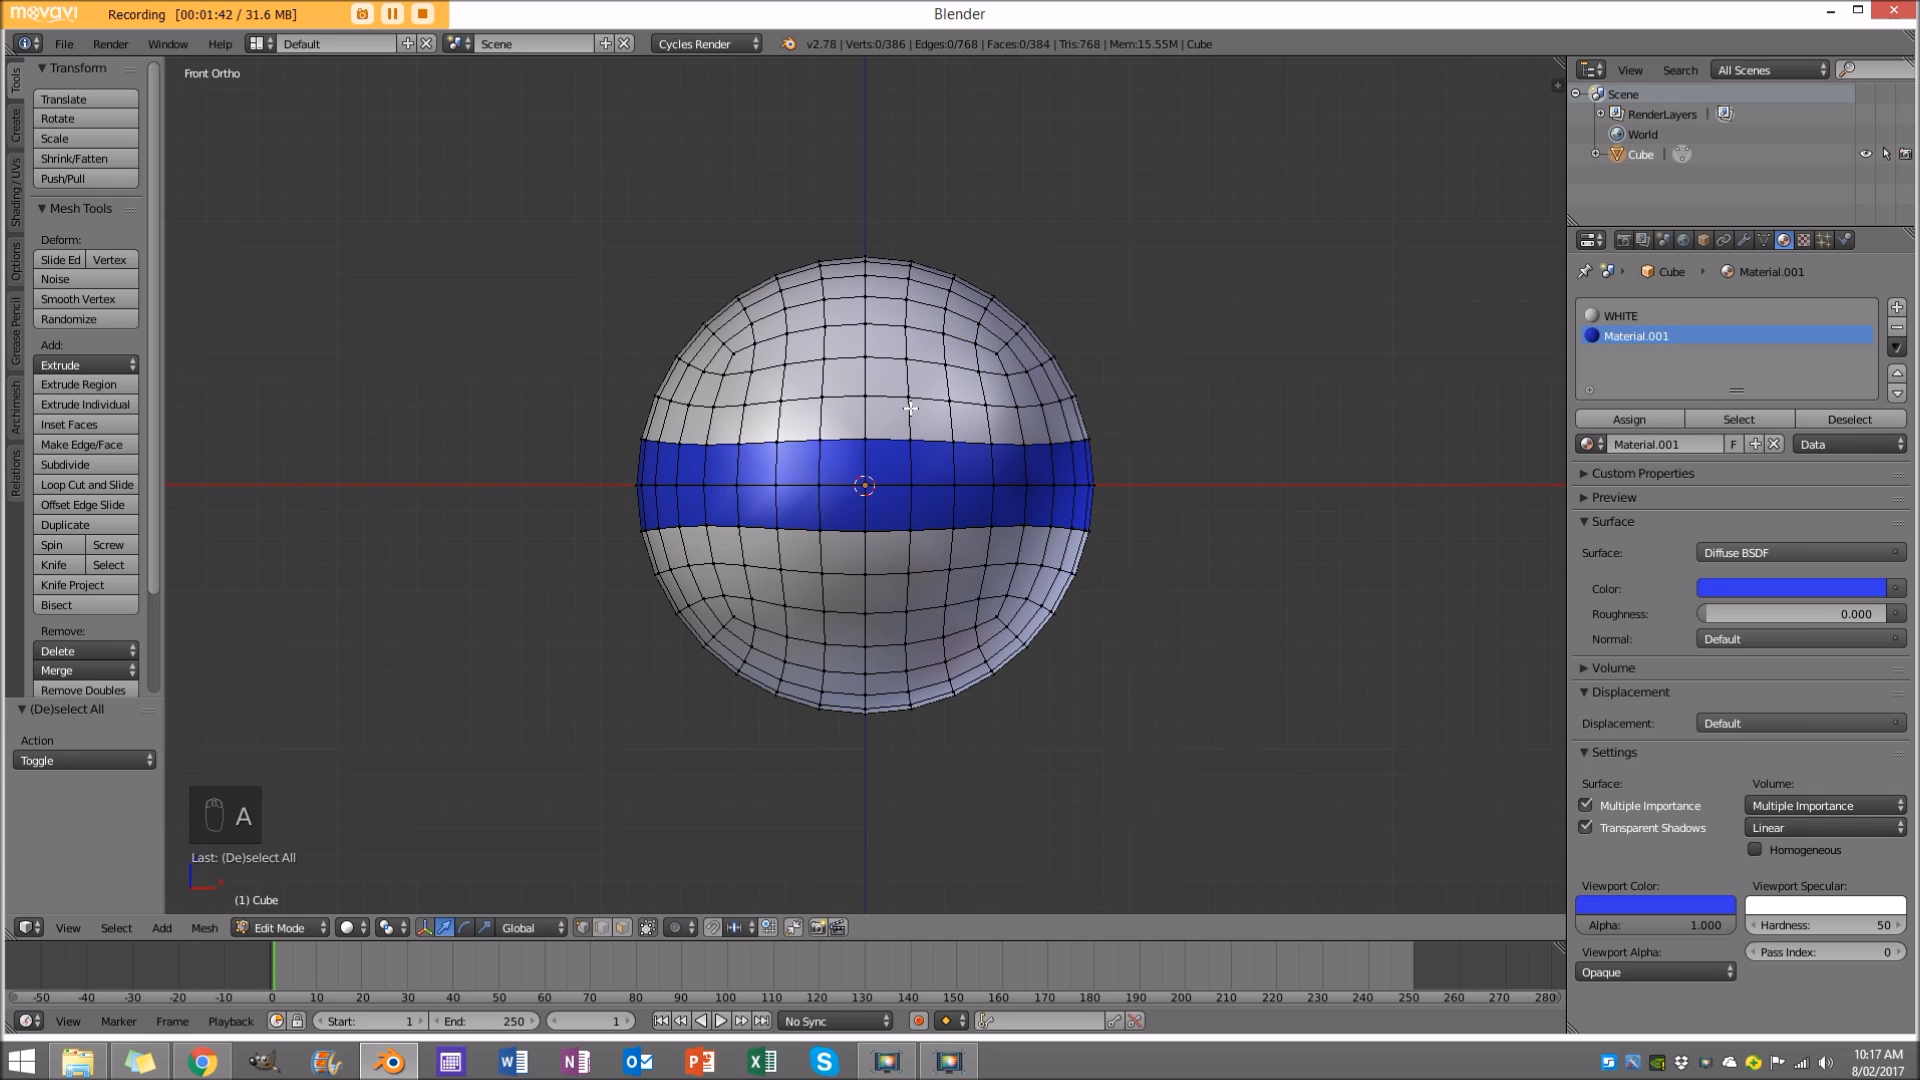 movavi Recording [00:01:42 / 31.6 MB] Blender
File Render Window Help Default Scene Cycles Render v2.78 | Verts:0/386 | Edges:0/768 | Faces:0/384 | Tris:768 | Mem:15.55M | Cube
Tools
Create
Shading / UVs
Options
Grease Pencil
Archimesh
Relations
Transform
Translate
Rotate
Scale
Shrink/Fatten
Push/Pull
Mesh Tools
Deform:
Slide Ed Vertex
Noise
Smooth Vertex
Randomize
Add:
Extrude
Extrude Region
Extrude Individual
Inset Faces
Make Edge/Face
Subdivide
Loop Cut and Slide
Offset Edge Slide
Duplicate
Spin Screw
Knife Select
Knife Project
Bisect
Remove:
Delete
Merge
Remove Doubles
(De)select All
Action
Toggle
Front Ortho
A
Last: (De)select All
(1) Cube
View Select Add Mesh Edit Mode Global
-50 -40 -30 -20 -10 0 10 20 30 40 50 60 70 80 90 100 110 120 130 140 150 160 170 180 190 200 210 220 230 240 250 260 270 280
View Marker Frame Playback Start: 1 End: 250 1 No Sync
View Search All Scenes
Scene
RenderLayers |
World
Cube |
Cube Material.001
WHITE
Material.001
Assign Select Deselect
Material.001 F Data
Custom Properties
Preview
Surface
Surface: Diffuse BSDF
Color:
Roughness: 0.000
Normal: Default
Volume
Displacement
Displacement: Default
Settings
Surface: Volume:
Multiple Importance Multiple Importance
Transparent Shadows Linear
Homogeneous
Viewport Color: Viewport Specular:
Alpha: 1.000 Hardness: 50
Viewport Alpha: Pass Index: 0
Opaque
10:17 AM
8/02/2017